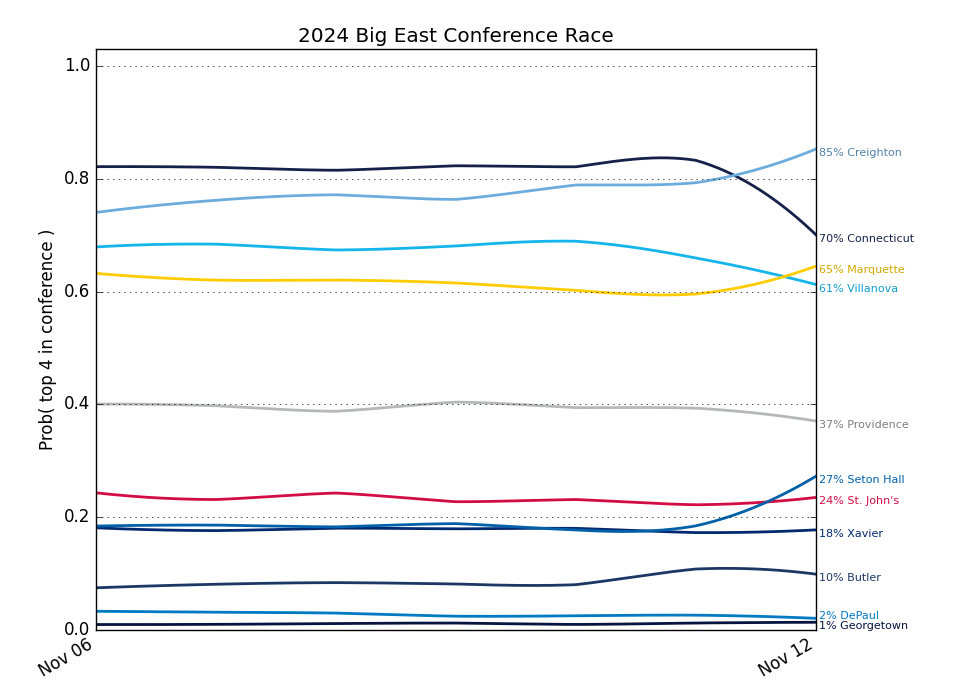 2024 Big East Conference Race
Prob( top 4 in conference )
1.0
0.8
0.6
0.4
0.2
0.0
Nov 06
Nov 12
85% Creighton
70% Connecticut
65% Marquette
61% Villanova
37% Providence
27% Seton Hall
24% St. John's
18% Xavier
10% Butler
2% DePaul
1% Georgetown